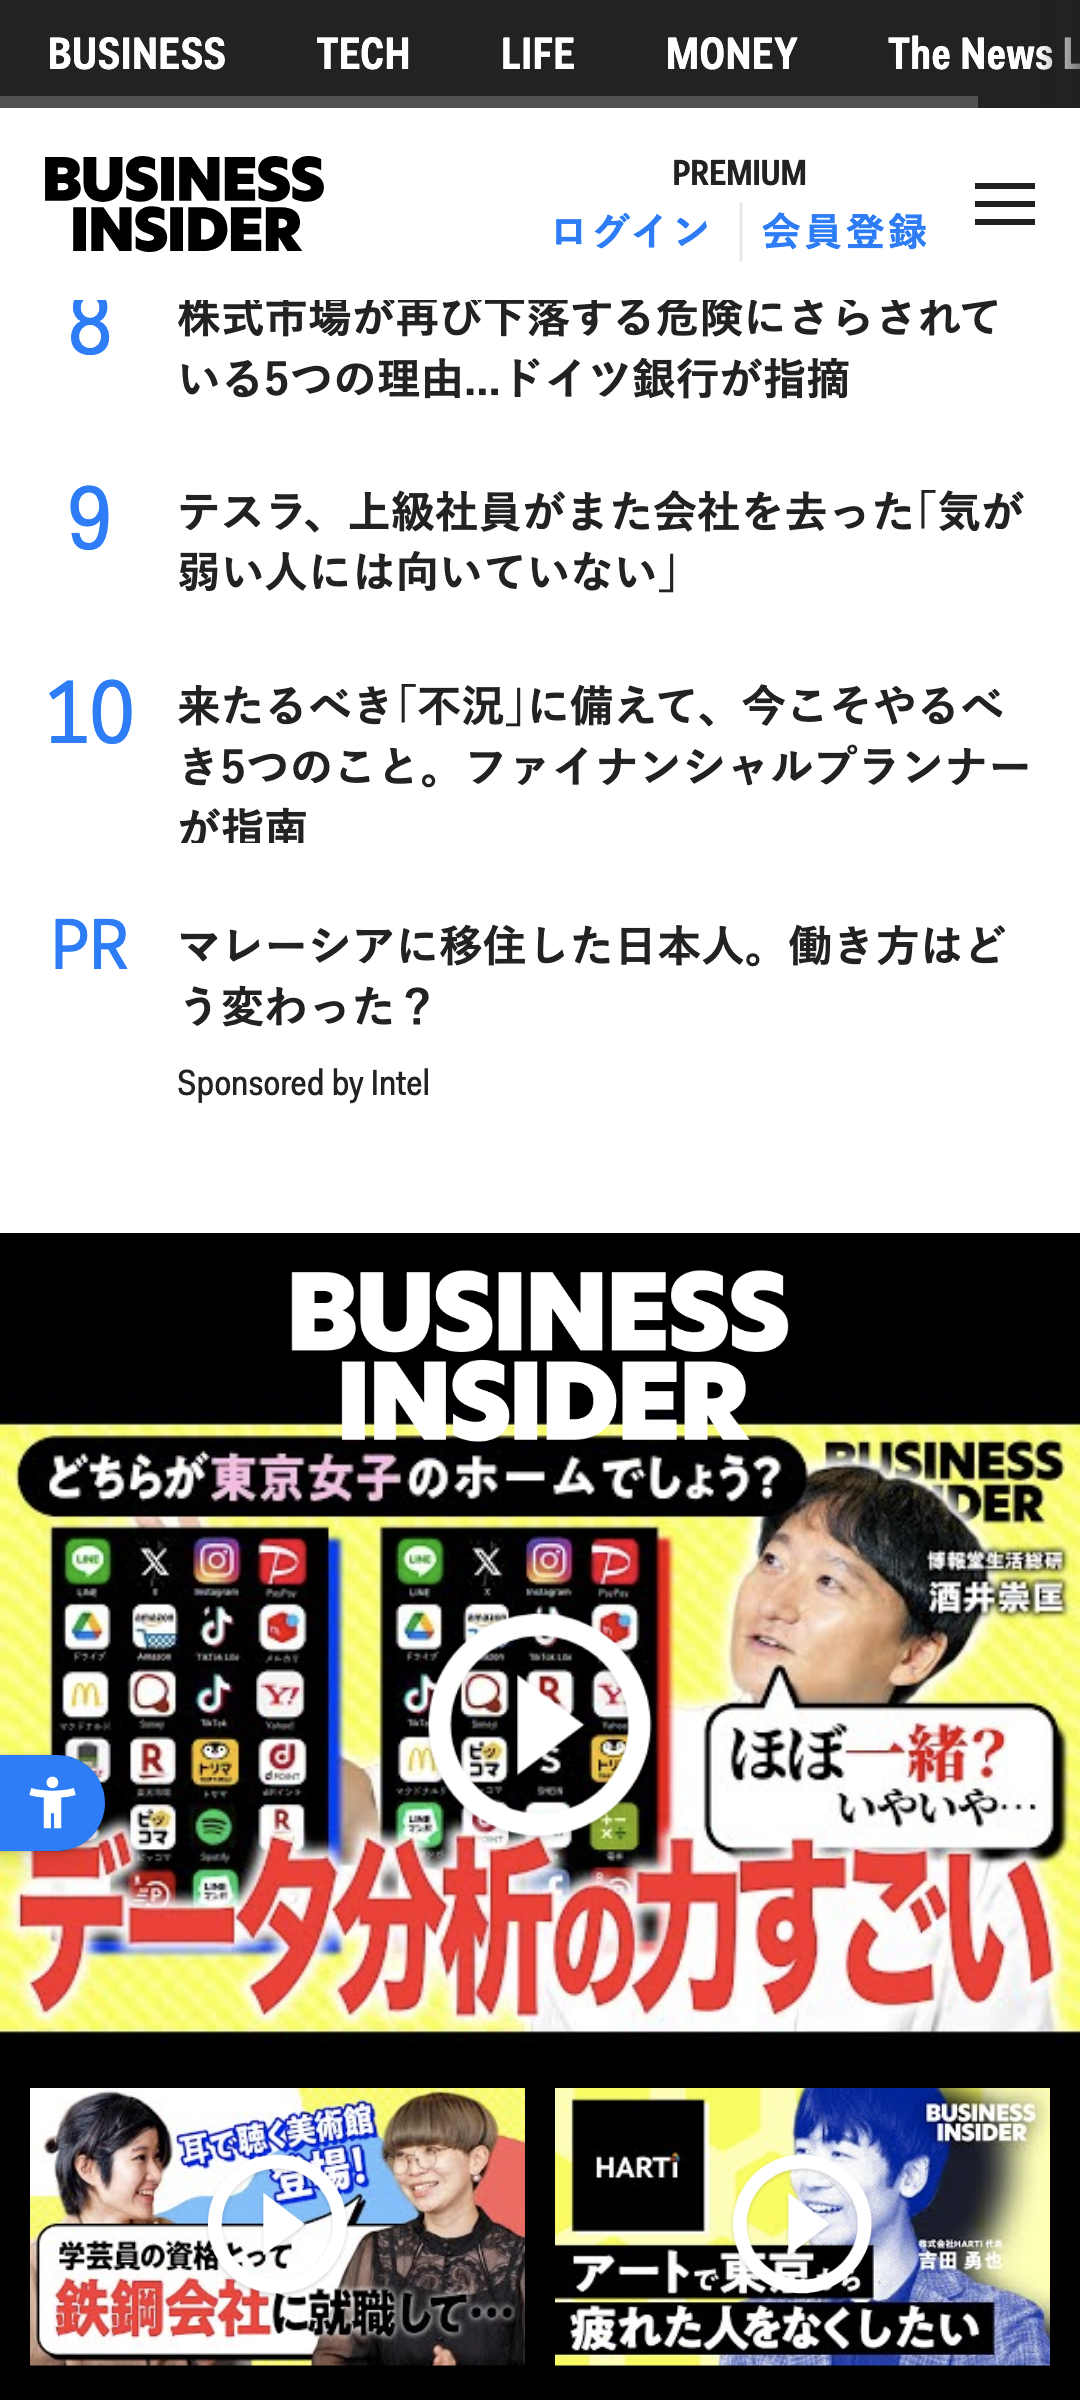 BUSINESS TECH LIFE MONEY The News L
BUSINESS
INSIDER
PREMIUM
ログイン 会員登録
8 株式市場が再び下落する危険にさらされて
いる5つの理由...ドイツ銀行が指摘
9 テスラ、上級社員がまた会社を去った「気が
弱い人には向いていない」
10 来たるべき「不況」に備えて、今こそやるべ
き5つのこと。ファイナンシャルプランナー
が指南
PR マレーシアに移住した日本人。働き方はど
う変わった？
Sponsored by Intel
BUSINESS
INSIDER
どちらが東京女子のホームでしょう?
BUSINESS
INSIDER
博報堂生活総研
酒井崇匡
ほぼ一緒?
いやいや…
データ分析の力すごい
耳で聴く美術館
登場!
学芸員の資格とって
鉄鋼会社に就職して…
HARTi
BUSINESS
INSIDER
株式会社HARTi 代表
吉田 勇也
アートで東京から
疲れた人をなくしたい